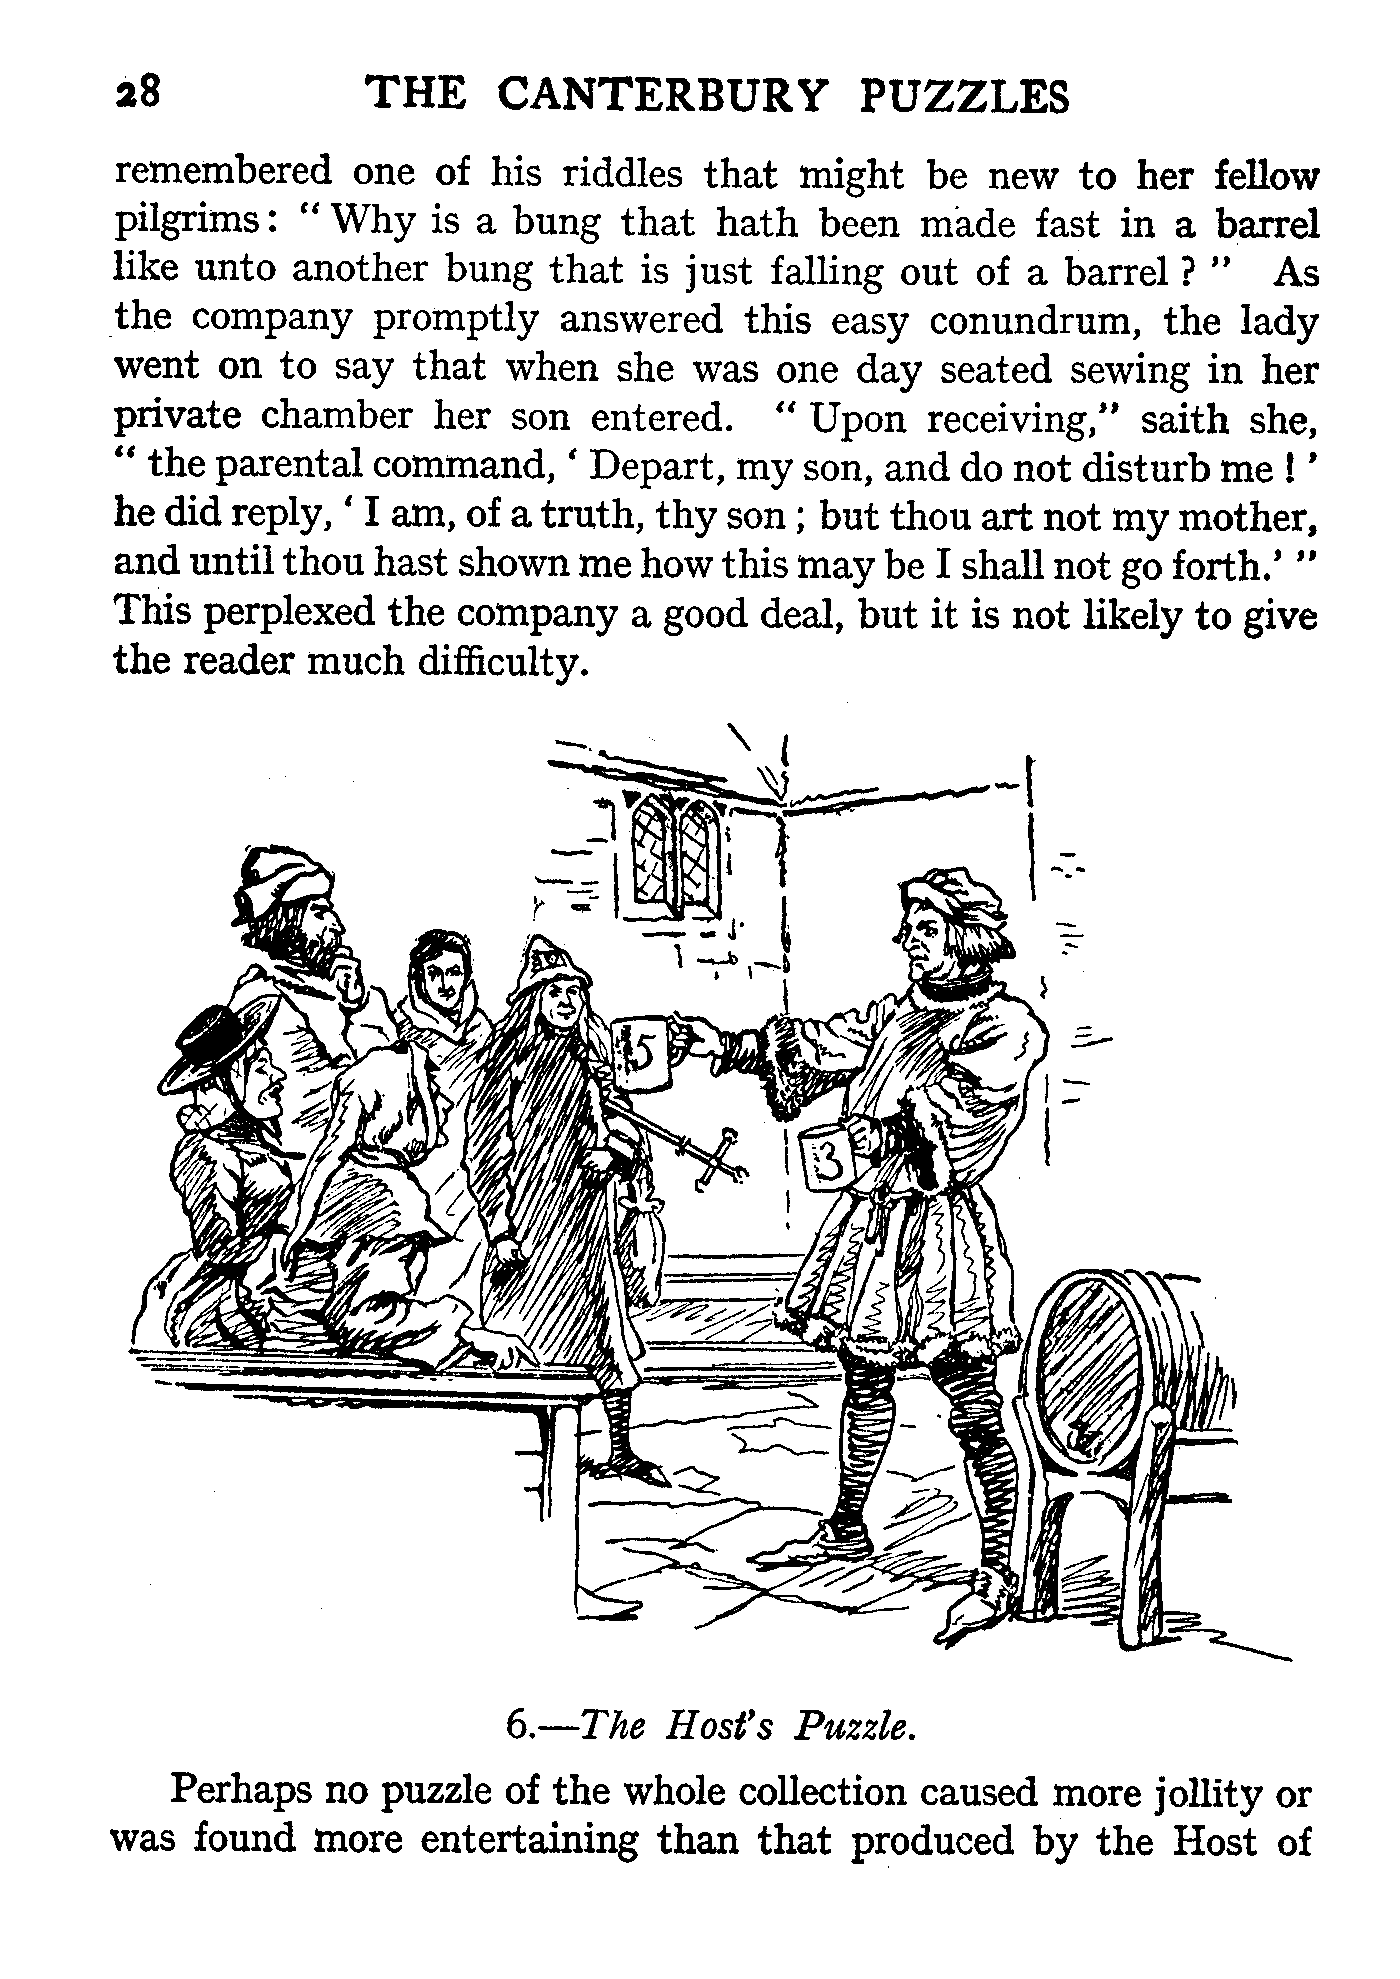 28 THE CANTERBURY PUZZLES
remembered one of his riddles that might be new to her fellow
pilgrims: “Why is a bung that hath been made fast in a barrel
like unto another bung that is just falling out of a barrel?” As
the company promptly answered this easy conundrum, the lady
went on to say that when she was one day seated sewing in her
private chamber her son entered. “Upon receiving,” saith she,
“the parental command, ‘Depart, my son, and do not disturb me!’
he did reply, ‘I am, of a truth, thy son; but thou art not my mother,
and until thou hast shown me how this may be I shall not go forth.’”
This perplexed the company a good deal, but it is not likely to give
the reader much difficulty.
5
3
6.—The Host’s Puzzle.
Perhaps no puzzle of the whole collection caused more jollity or
was found more entertaining than that produced by the Host of